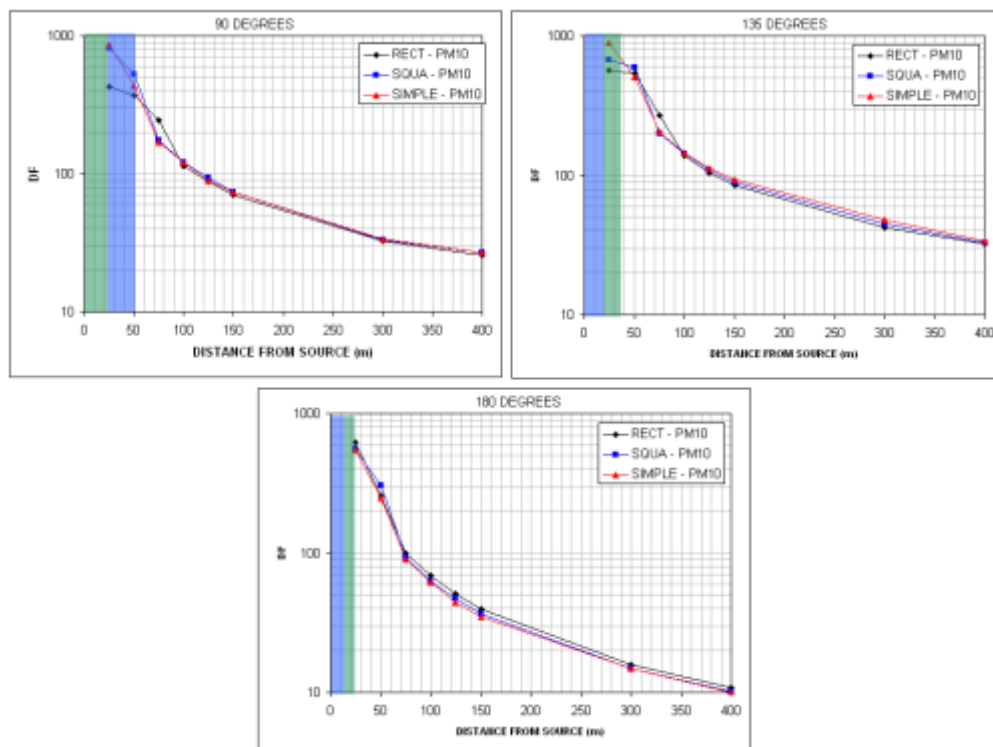 90 DEGREES
1000
100
10
DF
RECT - PM10
SQUA - PM10
SIMPLE - PM10
0 50 100 150 200 250 300 350 400
DISTANCE FROM SOURCE (m)
135 DEGREES
1000
100
10
DF
RECT - PM10
SQUA - PM10
SIMPLE - PM10
0 50 100 150 200 250 300 350 400
DISTANCE FROM SOURCE (m)
180 DEGREES
1000
100
10
DF
RECT - PM10
SQUA - PM10
SIMPLE - PM10
0 50 100 150 200 250 300 350 400
DISTANCE FROM SOURCE (m)